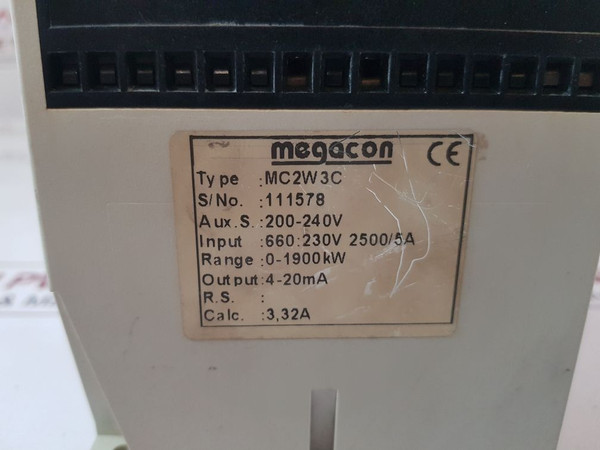 megacon CE
Type :MC2W3C
S/No. :111578
Aux.S. :200-240V
Input :660:230V 2500/5A
Range :0-1900kW
Output:4-20mA
R.S. :
Calc. :3,32A